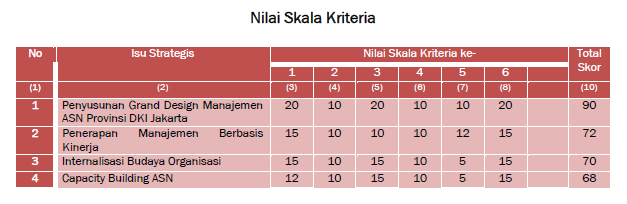 Nilai Skala Kriteria
No Isu Strategis Nilai Skala Kriteria ke- Total Skor
1 2 3 4 5 6
(1) (2) (3) (4) (5) (6) (7) (8) (10)
1 Penyusunan Grand Design Manajemen 20 10 20 10 10 20 90
ASN Provinsi DKI Jakarta
2 Penerapan Manajemen Berbasis 15 10 10 10 12 15 72
Kinerja
3 Internalisasi Budaya Organisasi 15 10 15 10 5 15 70
4 Capacity Building ASN 12 10 15 10 5 15 68